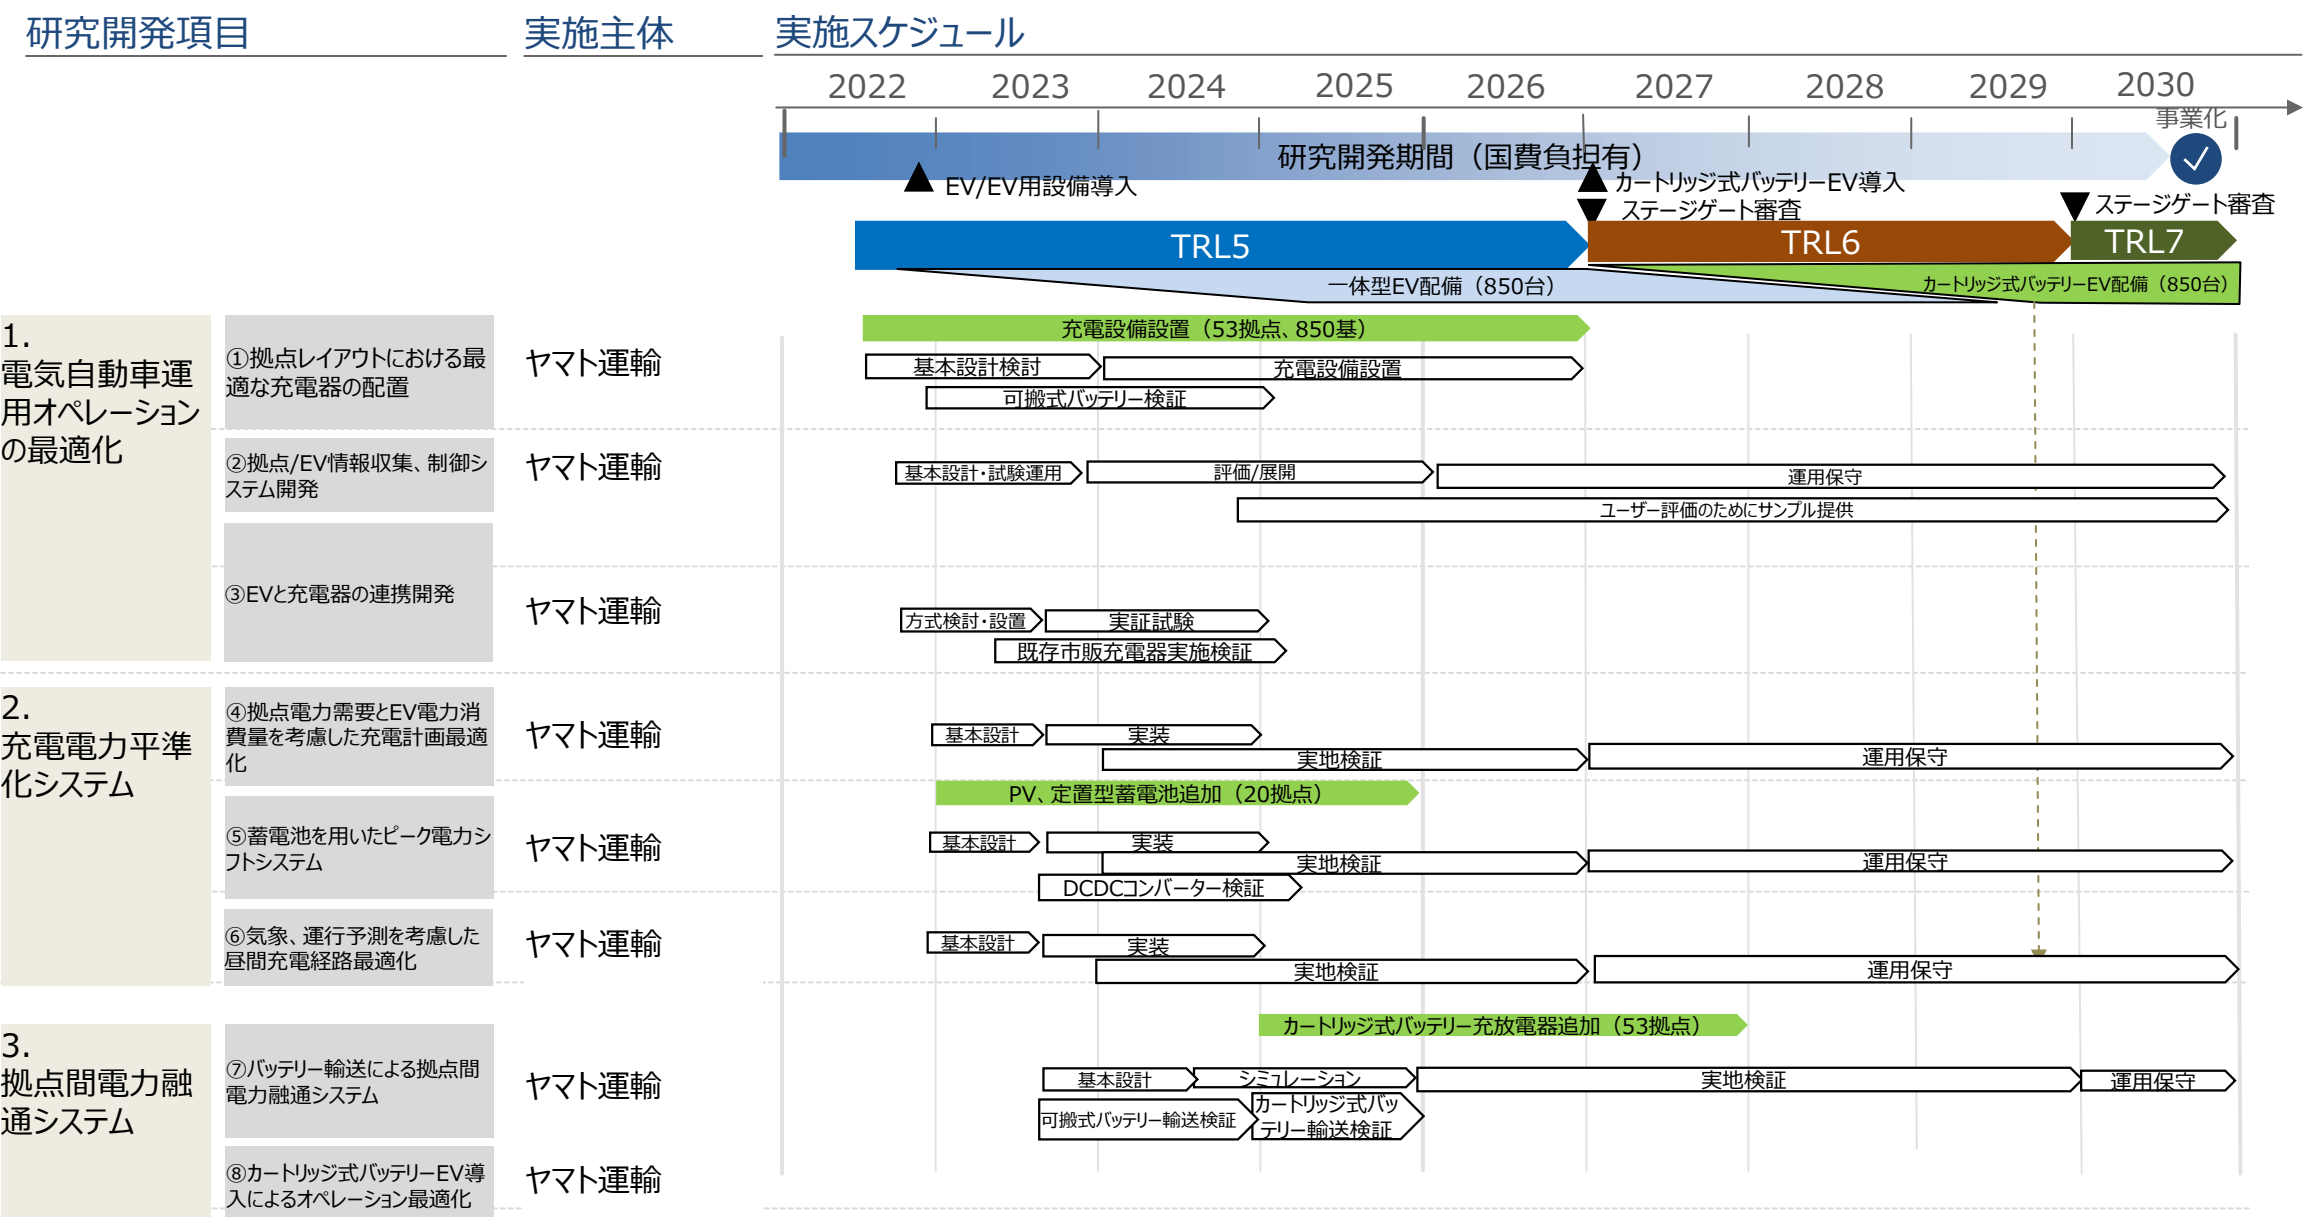 研究開発項目
実施主体
実施スケジュール
2022
2023
2024
2025
2026
2027
2028
2029
2030
事業化
研究開発期間（国費負担有）
EV/EV用設備導入
カートリッジ式バッテリーEV導入
ステージゲート審査
ステージゲート審査
TRL5
TRL6
TRL7
一体型EV配備（850台）
カートリッジ式バッテリーEV配備（850台）
1.
電気自動車運
用オペレーション
の最適化
①拠点レイアウトにおける最
適な充電器の配置
ヤマト運輸
充電設備設置（53拠点、850基）
基本設計検討
充電設備設置
可搬式バッテリー検証
②拠点/EV情報収集、制御シ
ステム開発
ヤマト運輸
基本設計・試験運用
評価/展開
運用保守
ユーザー評価のためにサンプル提供
③EVと充電器の連携開発
ヤマト運輸
方式検討・設置
実証試験
既存市販充電器実施検証
2.
充電電力平準
化システム
④拠点電力需要とEV電力消
費量を考慮した充電計画最適
化
ヤマト運輸
基本設計
実装
実地検証
運用保守
PV、定置型蓄電池追加（20拠点）
⑤蓄電池を用いたピーク電力シ
フトシステム
ヤマト運輸
基本設計
実装
実地検証
運用保守
DCDCコンバーター検証
⑥気象、運行予測を考慮した
昼間充電経路最適化
ヤマト運輸
基本設計
実装
実地検証
運用保守
3.
拠点間電力融
通システム
カートリッジ式バッテリー充放電器追加（53拠点）
⑦バッテリー輸送による拠点間
電力融通システム
ヤマト運輸
基本設計
シミュレーション
実地検証
運用保守
可搬式バッテリー輸送検証
カートリッジ式バッ
テリー輸送検証
⑧カートリッジ式バッテリーEV導
入によるオペレーション最適化
ヤマト運輸